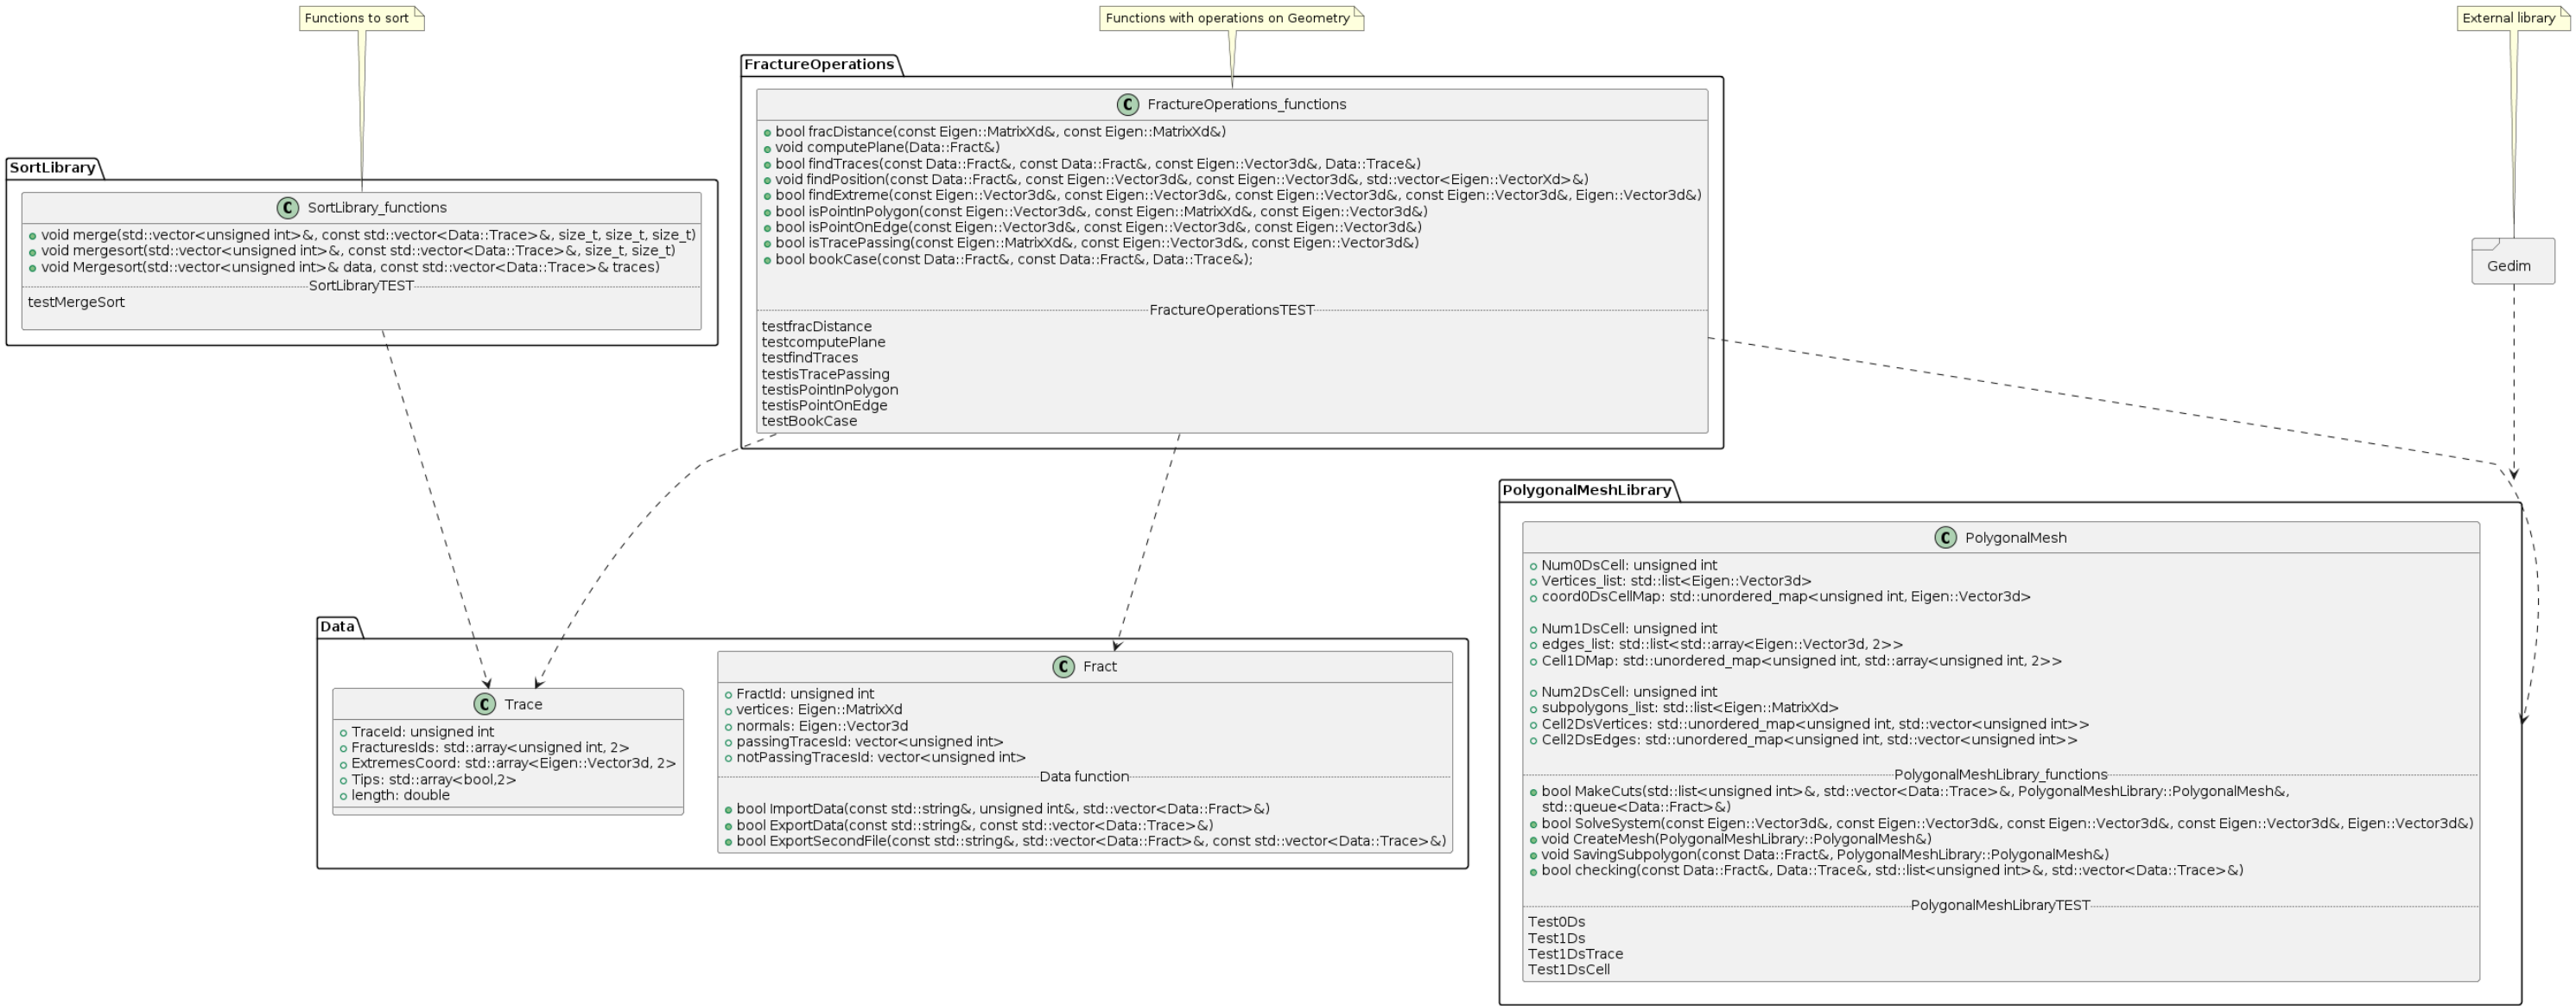 Functions to sort
Functions with operations on Geometry
External library
FractureOperations
C FractureOperations_functions
bool fracDistance(const Eigen::MatrixXd&, const Eigen::MatrixXd&)
void computePlane(Data::Fract&)
bool findTraces(const Data::Fract&, const Data::Fract&, const Eigen::Vector3d&, Data::Trace&)
void findPosition(const Data::Fract&, const Eigen::Vector3d&, const Eigen::Vector3d&, std::vector<Eigen::VectorXd>&)
bool findExtreme(const Eigen::Vector3d&, const Eigen::Vector3d&, const Eigen::Vector3d&, const Eigen::Vector3d&, Eigen::Vector3d&)
bool isPointInPolygon(const Eigen::Vector3d&, const Eigen::MatrixXd&, const Eigen::Vector3d&)
bool isPointOnEdge(const Eigen::Vector3d&, const Eigen::Vector3d&, const Eigen::Vector3d&)
bool isTracePassing(const Eigen::MatrixXd&, const Eigen::Vector3d&, const Eigen::Vector3d&)
bool bookCase(const Data::Fract&, const Data::Fract&, Data::Trace&);
FractureOperationsTEST
testfracDistance
testcomputePlane
testfindTraces
testisTracePassing
testisPointInPolygon
testisPointOnEdge
testBookCase
SortLibrary
C SortLibrary_functions
void merge(std::vector<unsigned int>&, const std::vector<Data::Trace>&, size_t, size_t, size_t)
void mergesort(std::vector<unsigned int>&, const std::vector<Data::Trace>&, size_t, size_t)
void Mergesort(std::vector<unsigned int>& data, const std::vector<Data::Trace>& traces)
SortLibraryTEST
testMergeSort
Gedim
PolygonalMeshLibrary
C PolygonalMesh
Num0DsCell: unsigned int
Vertices_list: std::list<Eigen::Vector3d>
coord0DsCellMap: std::unordered_map<unsigned int, Eigen::Vector3d>
Num1DsCell: unsigned int
edges_list: std::list<std::array<Eigen::Vector3d, 2>>
Cell1DMap: std::unordered_map<unsigned int, std::array<unsigned int, 2>>
Num2DsCell: unsigned int
subpolygons_list: std::list<Eigen::MatrixXd>
Cell2DsVertices: std::unordered_map<unsigned int, std::vector<unsigned int>>
Cell2DsEdges: std::unordered_map<unsigned int, std::vector<unsigned int>>
PolygonalMeshLibrary_functions
bool MakeCuts(std::list<unsigned int>&, std::vector<Data::Trace>&, PolygonalMeshLibrary::PolygonalMesh&,
std::queue<Data::Fract>&)
bool SolveSystem(const Eigen::Vector3d&, const Eigen::Vector3d&, const Eigen::Vector3d&, const Eigen::Vector3d&, Eigen::Vector3d&)
void CreateMesh(PolygonalMeshLibrary::PolygonalMesh&)
void SavingSubpolygon(const Data::Fract&, PolygonalMeshLibrary::PolygonalMesh&)
bool checking(const Data::Fract&, Data::Trace&, std::list<unsigned int>&, std::vector<Data::Trace>&)
PolygonalMeshLibraryTEST
Test0Ds
Test1Ds
Test1DsTrace
Test1DsCell
Data
C Trace
TraceId: unsigned int
FracturesIds: std::array<unsigned int, 2>
ExtremesCoord: std::array<Eigen::Vector3d, 2>
Tips: std::array<bool,2>
length: double
C Fract
FractId: unsigned int
vertices: Eigen::MatrixXd
normals: Eigen::Vector3d
passingTracesId: vector<unsigned int>
notPassingTracesId: vector<unsigned int>
Data function
bool ImportData(const std::string&, unsigned int&, std::vector<Data::Fract>&)
bool ExportData(const std::string&, const std::vector<Data::Trace>&)
bool ExportSecondFile(const std::string&, std::vector<Data::Fract>&, const std::vector<Data::Trace>&)